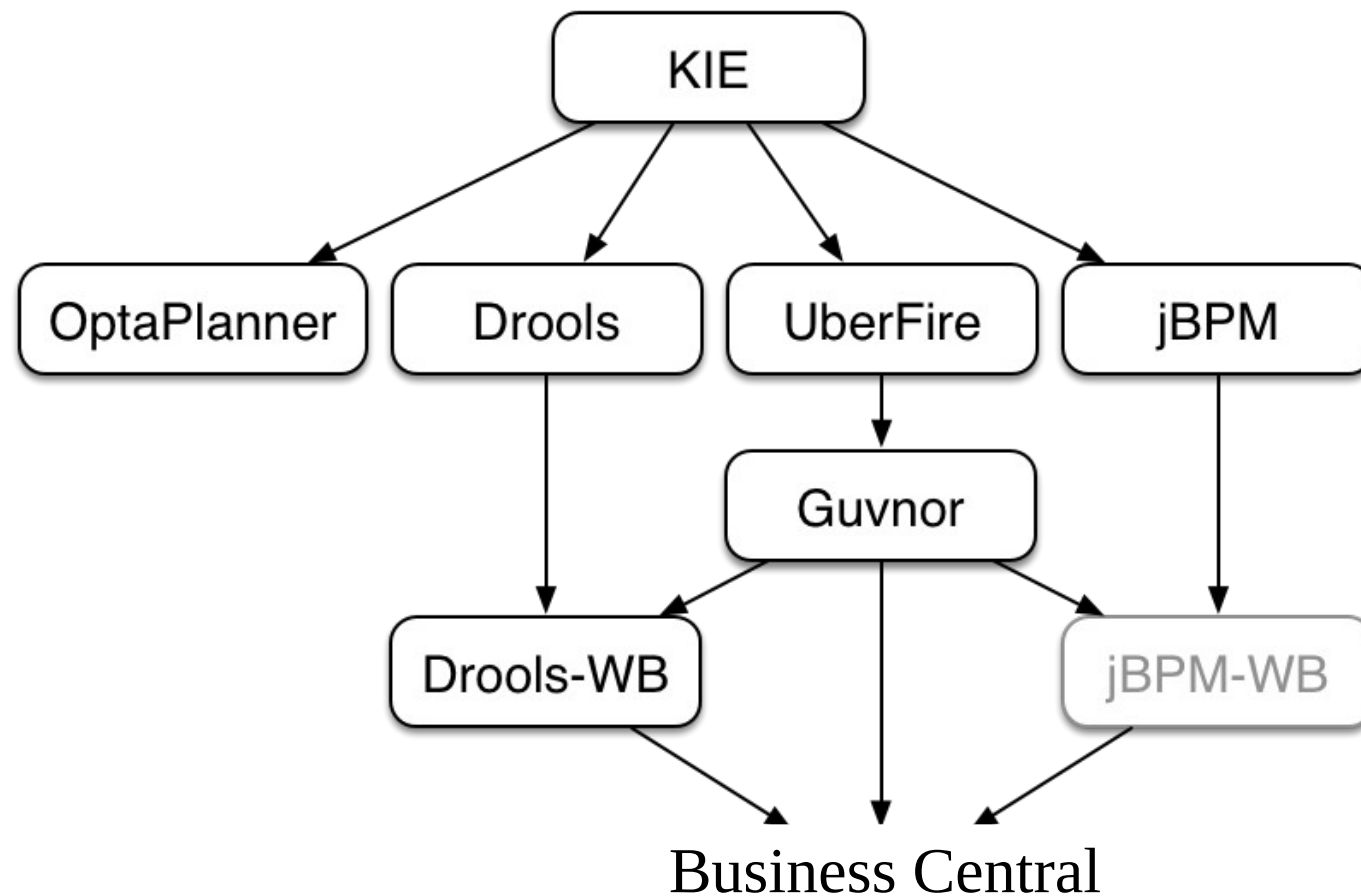 KIE
OptaPlanner
Drools
UberFire
jBPM
Guvnor
Drools-WB
jBPM-WB
Business Central